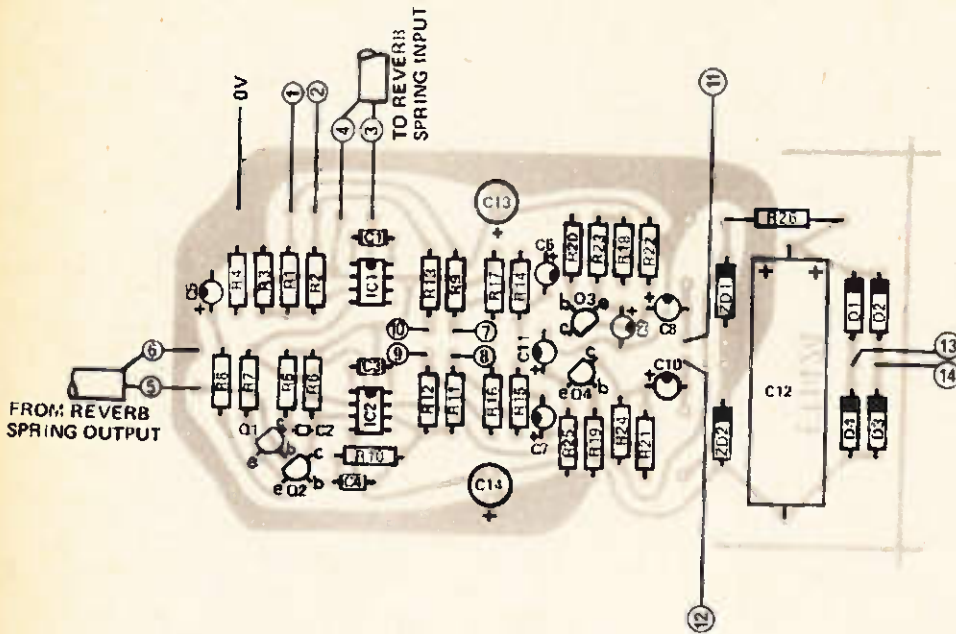 0V
1
2
4
3
TO REVERB
SPRING INPUT
6
5
FROM REVERB
SPRING OUTPUT
C5
R4
R3
R1
R2
C1
IC1
R8
R7
R5
R6
C3
IC2
Q1
e
c
b
C2
Q2
e
c
b
R10
C4
C13
+
R13
R9
R17
R14
10
7
9
8
R12
R11
R16
R15
C11
+
C14
+
C6
+
R20
R23
R18
R22
Q3
b
c
e
+
C8
+
Q4
c
e
b
C10
+
R25
R19
R24
R21
11
12
R26
ZD1
ZD2
C12
+
+
D1
D2
D4
D3
13
14